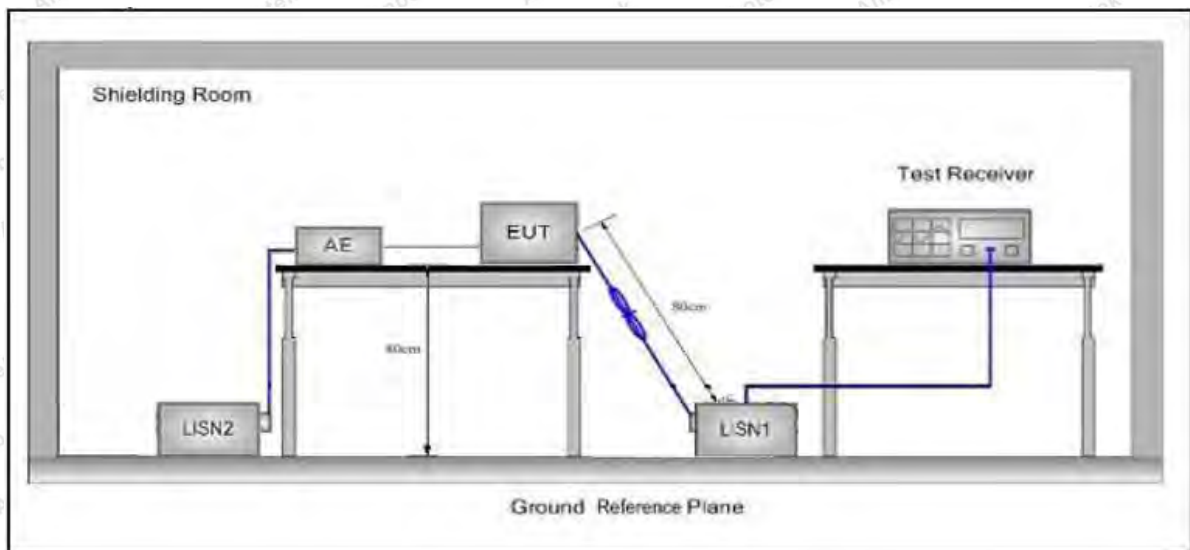 Shielding Room
Test Receiver
AE
EUT
80cm
80cm
LISN2
LISN1
Ground Reference Plane